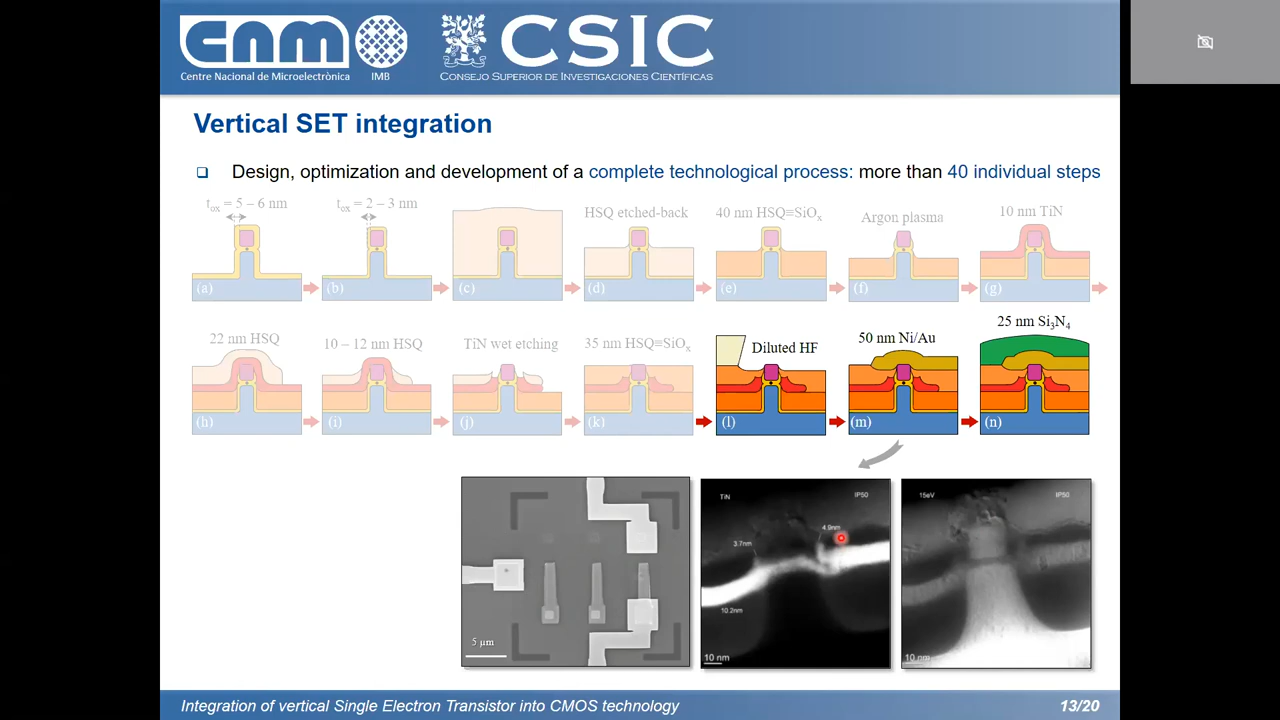 cnm
CSIC
Centre Nacional de Microelectrònica IMB
CONSEJO SUPERIOR DE INVESTIGACIONES CIENTÍFICAS
Vertical SET integration
Design, optimization and development of a complete technological process: more than 40 individual steps
tox = 5 – 6 nm
tox = 2 – 3 nm
HSQ etched-back
40 nm HSQ≡SiOx
Argon plasma
10 nm TiN
(a)
(b)
(c)
(d)
(e)
(f)
(g)
22 nm HSQ
10 – 12 nm HSQ
TiN wet etching
35 nm HSQ≡SiOx
Diluted HF
50 nm Ni/Au
25 nm Si3N4
(h)
(i)
(j)
(k)
(l)
(m)
(n)
5 µm
TiN
IP50
4.9nm
3.7nm
10.2nm
10 nm
15eV
IP50
10 nm
Integration of vertical Single Electron Transistor into CMOS technology
13/20